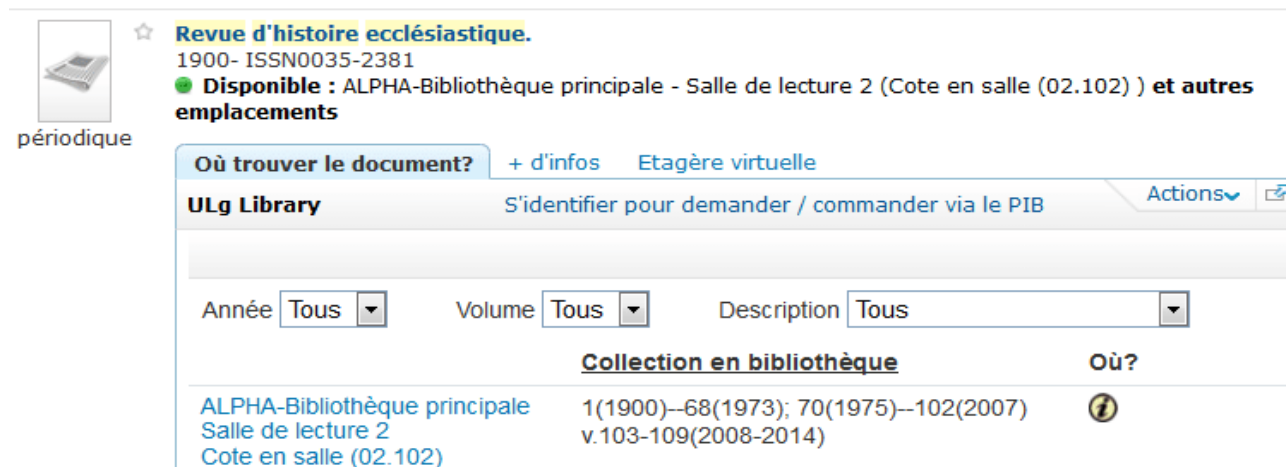 Revue d'histoire ecclésiastique.
1900- ISSN0035-2381
Disponible : ALPHA-Bibliothèque principale - Salle de lecture 2 (Cote en salle (02.102) ) et autres
emplacements
périodique
Où trouver le document? + d'infos Etagère virtuelle
ULg Library S'identifier pour demander / commander via le PIB Actions
Année Tous Volume Tous Description Tous
Collection en bibliothèque Où?
ALPHA-Bibliothèque principale 1(1900)--68(1973); 70(1975)--102(2007)
Salle de lecture 2 v.103-109(2008-2014)
Cote en salle (02.102)